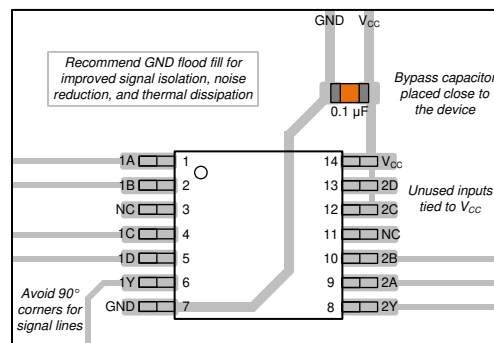 GND VCC
Recommend GND flood fill for
improved signal isolation, noise
reduction, and thermal dissipation
Bypass capacitor
placed close to
the device
0.1 µF
1A 1 14 VCC
1B 2 13 2D
NC 3 12 2C
Unused inputs
tied to VCC
1C 4 11 NC
1D 5 10 2B
1Y 6 9 2A
GND 7 8 2Y
Avoid 90°
corners for
signal lines